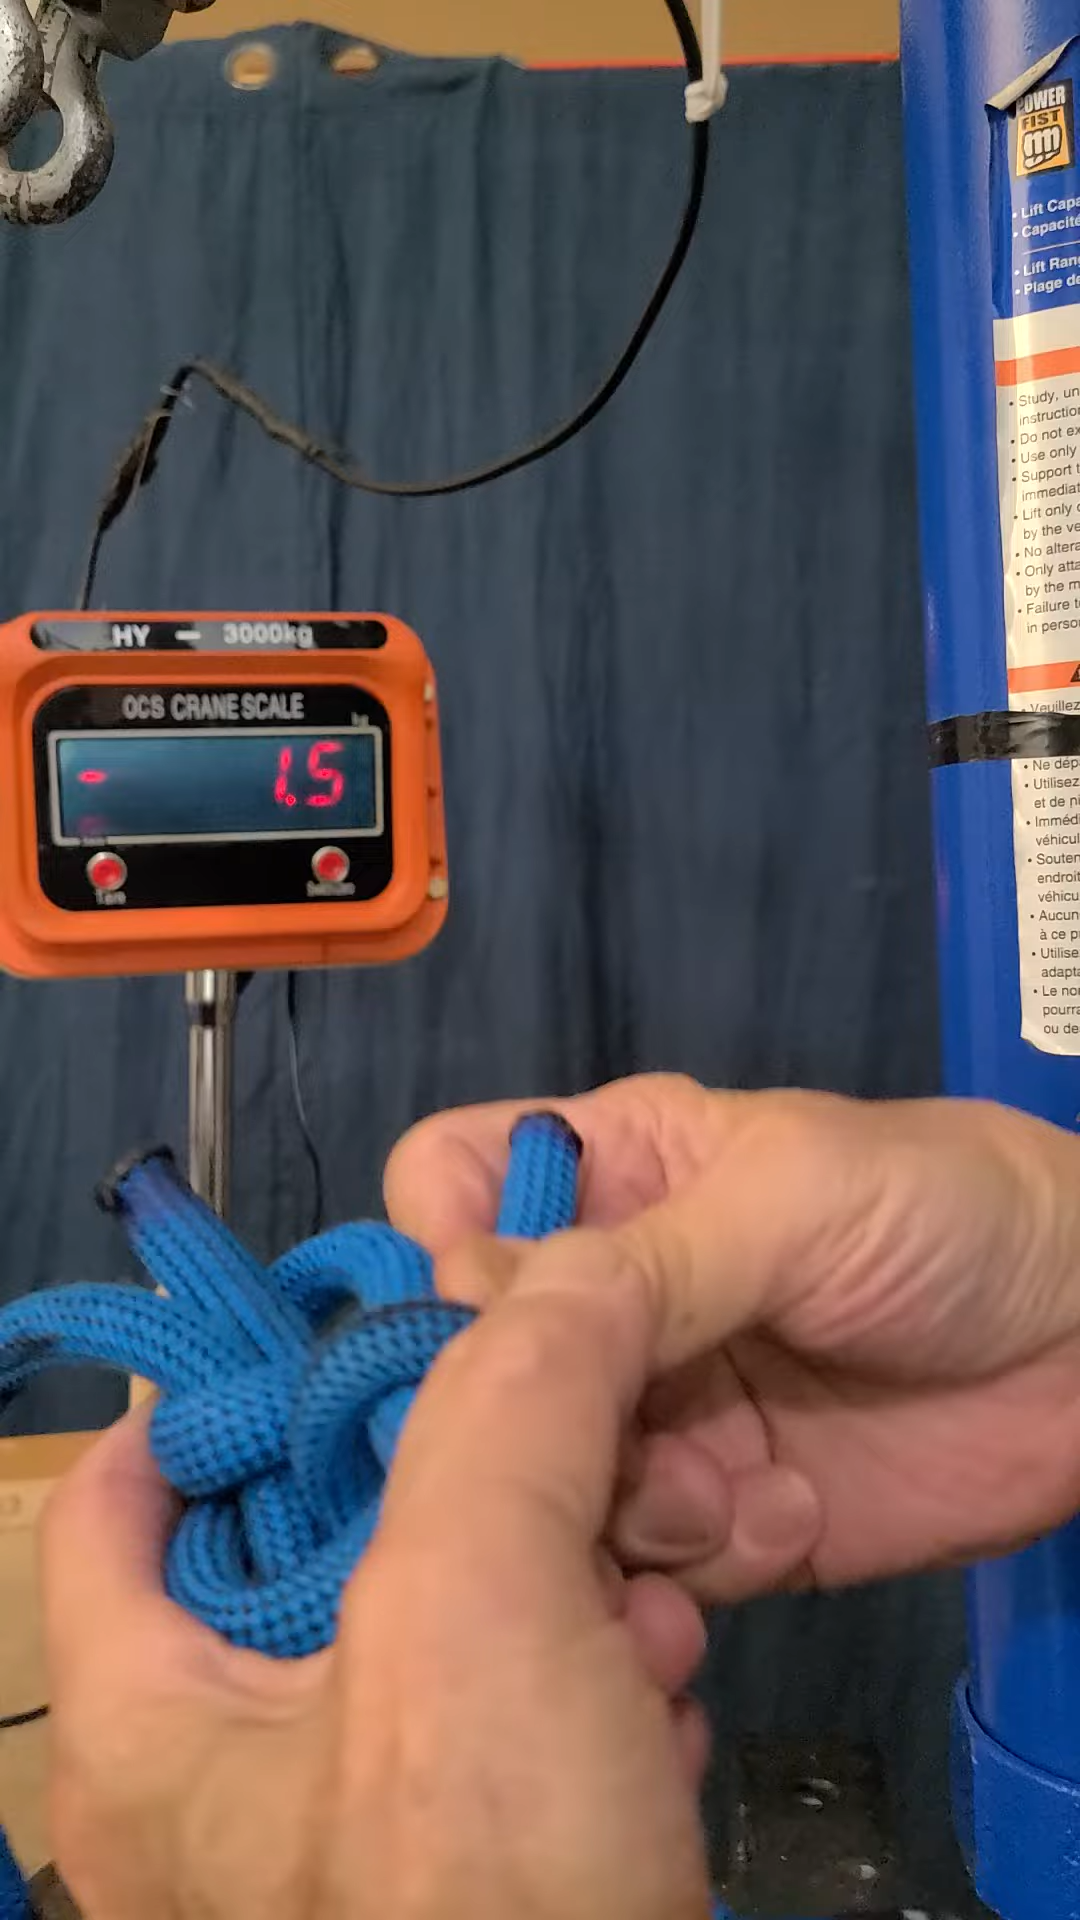 POWER
FIST
• Lift Capa
• Capacité
• Lift Rang
• Plage de
• Study, un
instruction
• Do not ex
• Use only
• Support t
immediat
• Lift only o
by the ve
• No altera
• Only atta
by the m
• Failure t
in perso
HY - 3000kg
OCS CRANE SCALE
kg
- 1.5
Tare
• Veuillez
• Ne dép
• Utilisez
et de ni
• Immédi
véhicul
• Souten
endroit
véhicu
• Aucun
à ce p
• Utilise
adapta
• Le no
pourra
ou de